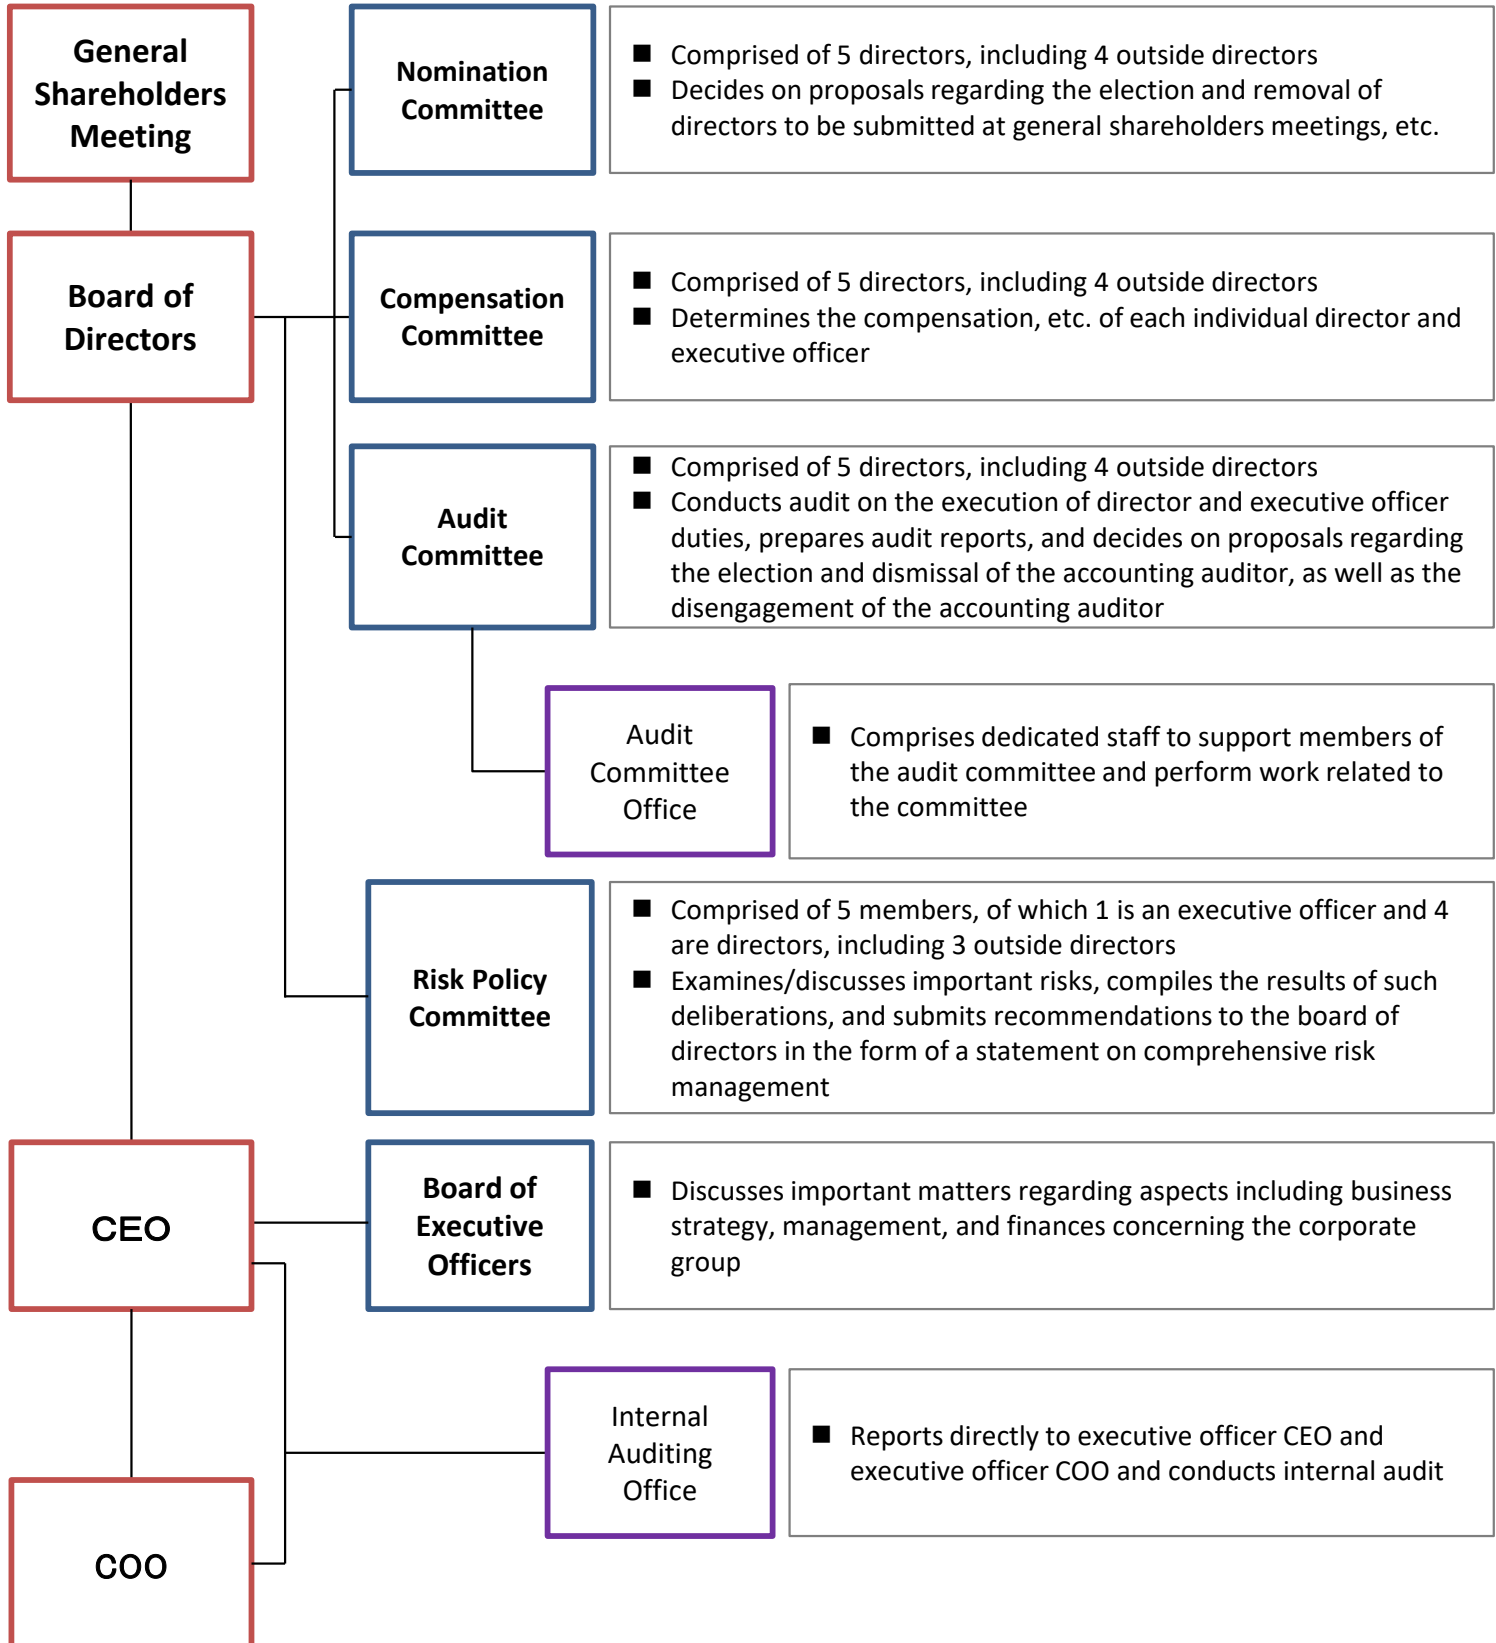 General
Shareholders
Meeting
Nomination
Committee
■ Comprised of 5 directors, including 4 outside directors
■ Decides on proposals regarding the election and removal of
directors to be submitted at general shareholders meetings, etc.
Board of
Directors
Compensation
Committee
■ Comprised of 5 directors, including 4 outside directors
■ Determines the compensation, etc. of each individual director and
executive officer
Audit
Committee
■ Comprised of 5 directors, including 4 outside directors
■ Conducts audit on the execution of director and executive officer
duties, prepares audit reports, and decides on proposals regarding
the election and dismissal of the accounting auditor, as well as the
disengagement of the accounting auditor
Audit
Committee
Office
■ Comprises dedicated staff to support members of
the audit committee and perform work related to
the committee
Risk Policy
Committee
■ Comprised of 5 members, of which 1 is an executive officer and 4
are directors, including 3 outside directors
■ Examines/discusses important risks, compiles the results of such
deliberations, and submits recommendations to the board of
directors in the form of a statement on comprehensive risk
management
CEO
Board of
Executive
Officers
■ Discusses important matters regarding aspects including business
strategy, management, and finances concerning the corporate
group
Internal
Auditing
Office
■ Reports directly to executive officer CEO and
executive officer COO and conducts internal audit
COO